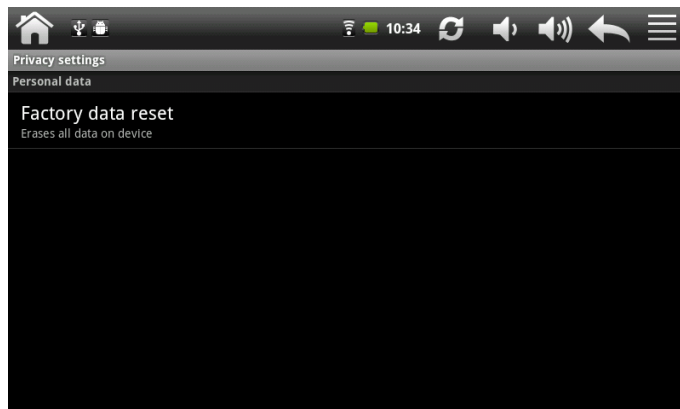 10:34
Privacy settings
Personal data
Factory data reset
Erases all data on device